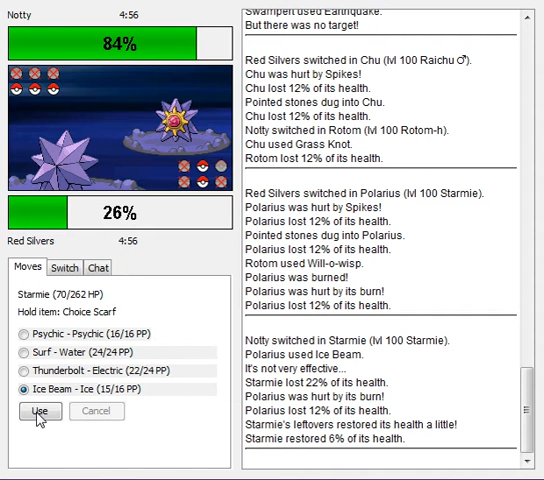 Notty 4:56
84%
26%
Red Silvers 4:56
Moves Switch Chat
Starmie (70/262 HP)
Hold item: Choice Scarf
Psychic - Psychic (16/16 PP)
Surf - Water (24/24 PP)
Thunderbolt - Electric (22/24 PP)
Ice Beam - Ice (15/16 PP)
Use Cancel
Swampert used Earthquake.
But there was no target!
Red Silvers switched in Chu (lvl 100 Raichu ♂).
Chu was hurt by Spikes!
Chu lost 12% of its health.
Pointed stones dug into Chu.
Chu lost 12% of its health.
Notty switched in Rotom (lvl 100 Rotom-h).
Chu used Grass Knot.
Rotom lost 12% of its health.
Red Silvers switched in Polarius (lvl 100 Starmie).
Polarius was hurt by Spikes!
Polarius lost 12% of its health.
Pointed stones dug into Polarius.
Polarius lost 12% of its health.
Rotom used Will-o-wisp.
Polarius was burned!
Polarius was hurt by its burn!
Polarius lost 12% of its health.
Notty switched in Starmie (lvl 100 Starmie).
Polarius used Ice Beam.
It's not very effective...
Starmie lost 22% of its health.
Polarius was hurt by its burn!
Polarius lost 12% of its health.
Starmie's leftovers restored its health a little!
Starmie restored 6% of its health.